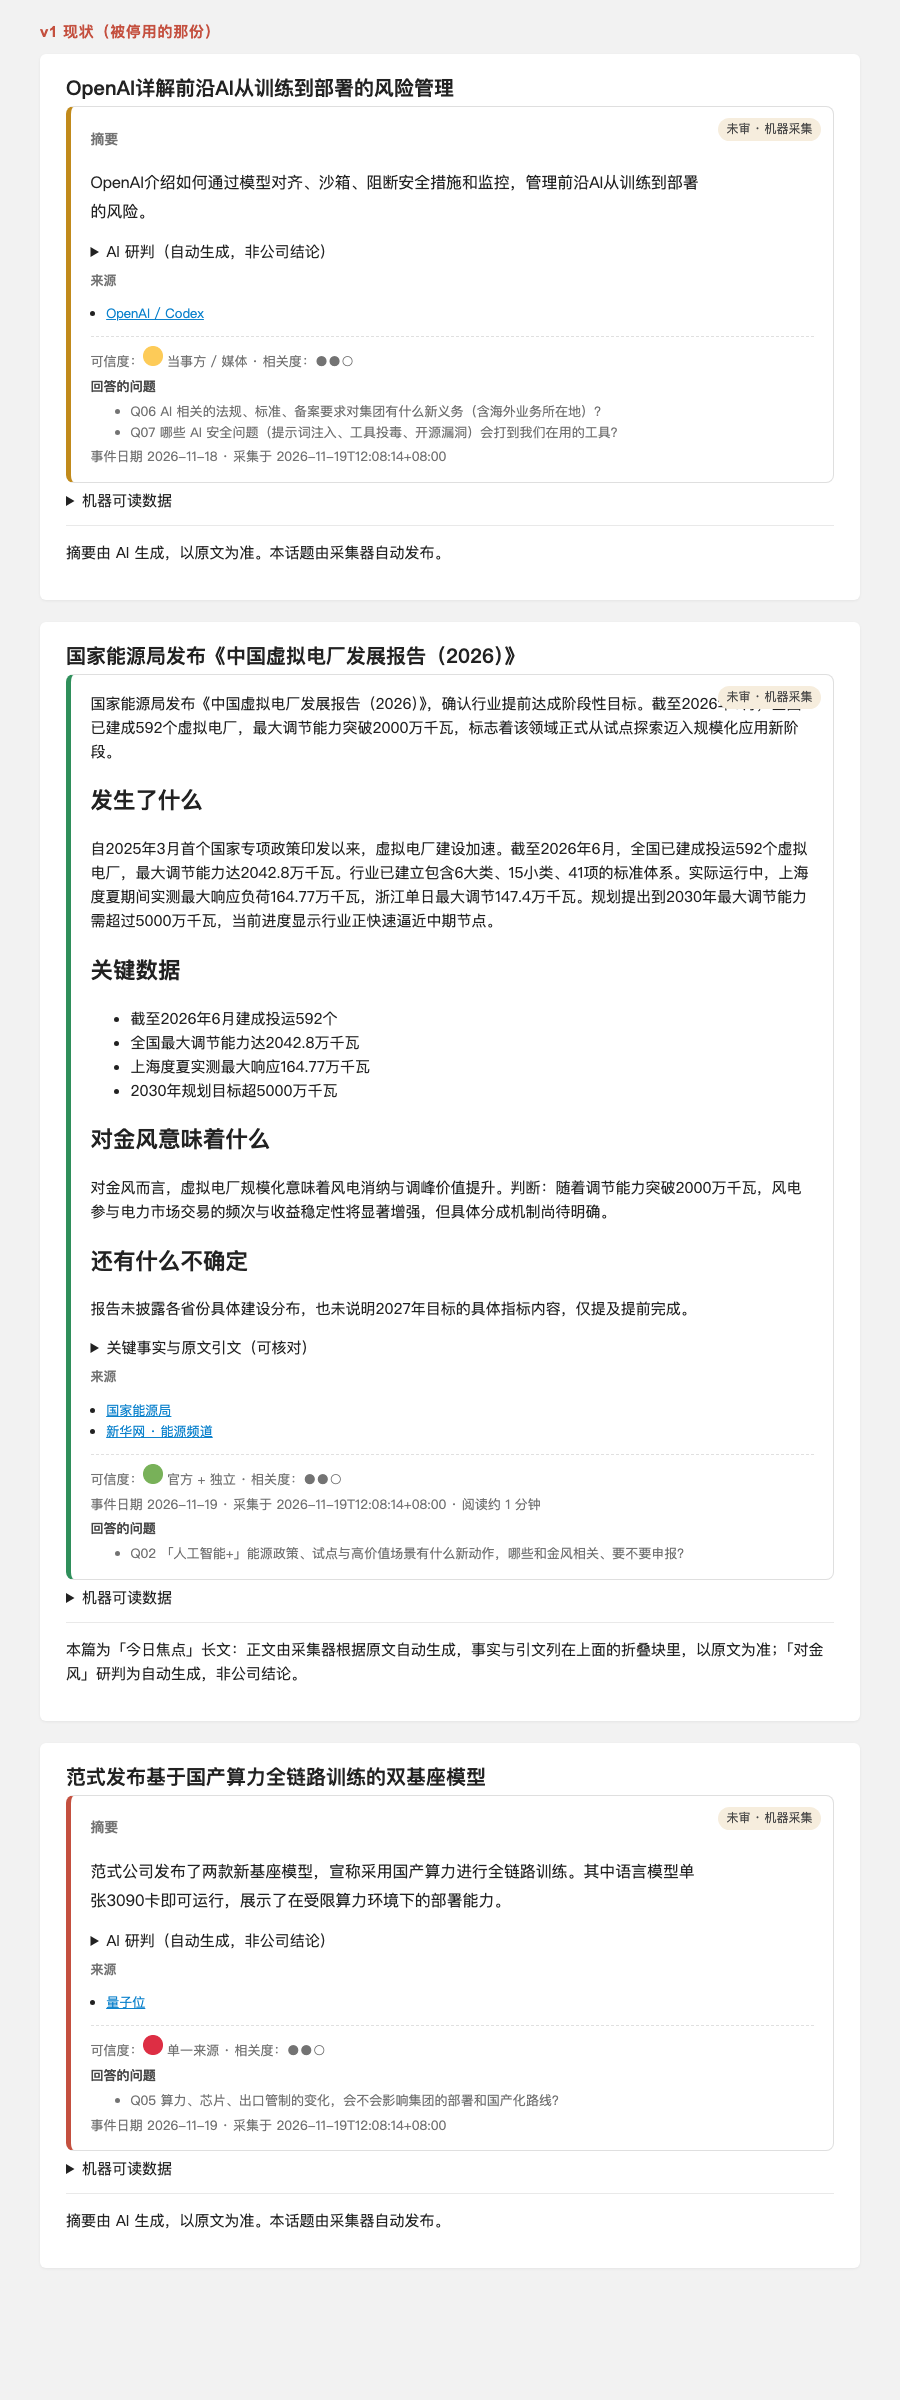 v1 现状（被停用的那份）
OpenAI详解前沿AI从训练到部署的风险管理
未审 · 机器采集
摘要
OpenAI介绍如何通过模型对齐、沙箱、阻断安全措施和监控，管理前沿AI从训练到部署
的风险。
▶ AI 研判（自动生成，非公司结论）
来源
• OpenAI / Codex
可信度： 当事方 / 媒体 · 相关度：●●○
回答的问题
• Q06 AI 相关的法规、标准、备案要求对集团有什么新义务（含海外业务所在地）？
• Q07 哪些 AI 安全问题（提示词注入、工具投毒、开源漏洞）会打到我们在用的工具？
事件日期 2026-11-18 · 采集于 2026-11-19T12:08:14+08:00
▶ 机器可读数据
摘要由 AI 生成，以原文为准。本话题由采集器自动发布。
国家能源局发布《中国虚拟电厂发展报告（2026）》
未审 · 机器采集
国家能源局发布《中国虚拟电厂发展报告（2026）》，确认行业提前达成阶段性目标。截至2026
已建成592个虚拟电厂，最大调节能力突破2000万千瓦，标志着该领域正式从试点探索迈入规模化应用新阶
段。
发生了什么
自2025年3月首个国家专项政策印发以来，虚拟电厂建设加速。截至2026年6月，全国已建成投运592个虚拟
电厂，最大调节能力达2042.8万千瓦。行业已建立包含6大类、15小类、41项的标准体系。实际运行中，上海
度夏期间实测最大响应负荷164.77万千瓦，浙江单日最大调节147.4万千瓦。规划提出到2030年最大调节能力
需超过5000万千瓦，当前进度显示行业正快速逼近中期节点。
关键数据
• 截至2026年6月建成投运592个
• 全国最大调节能力达2042.8万千瓦
• 上海度夏实测最大响应164.77万千瓦
• 2030年规划目标超5000万千瓦
对金风意味着什么
对金风而言，虚拟电厂规模化意味着风电消纳与调峰价值提升。判断：随着调节能力突破2000万千瓦，风电
参与电力市场交易的频次与收益稳定性将显著增强，但具体分成机制尚待明确。
还有什么不确定
报告未披露各省份具体建设分布，也未说明2027年目标的具体指标内容，仅提及提前完成。
▶ 关键事实与原文引文（可核对）
来源
• 国家能源局
• 新华网 · 能源频道
可信度： 官方 + 独立 · 相关度：●●○
事件日期 2026-11-19 · 采集于 2026-11-19T12:08:14+08:00 · 阅读约 1 分钟
回答的问题
• Q02 「人工智能+」能源政策、试点与高价值场景有什么新动作，哪些和金风相关、要不要申报？
▶ 机器可读数据
本篇为「今日焦点」长文：正文由采集器根据原文自动生成，事实与引文列在上面的折叠块里，以原文为准；「对金
风」研判为自动生成，非公司结论。
范式发布基于国产算力全链路训练的双基座模型
未审 · 机器采集
摘要
范式公司发布了两款新基座模型，宣称采用国产算力进行全链路训练。其中语言模型单
张3090卡即可运行，展示了在受限算力环境下的部署能力。
▶ AI 研判（自动生成，非公司结论）
来源
• 量子位
可信度： 单一来源 · 相关度：●●○
回答的问题
• Q05 算力、芯片、出口管制的变化，会不会影响集团的部署和国产化路线？
事件日期 2026-11-19 · 采集于 2026-11-19T12:08:14+08:00
▶ 机器可读数据
摘要由 AI 生成，以原文为准。本话题由采集器自动发布。